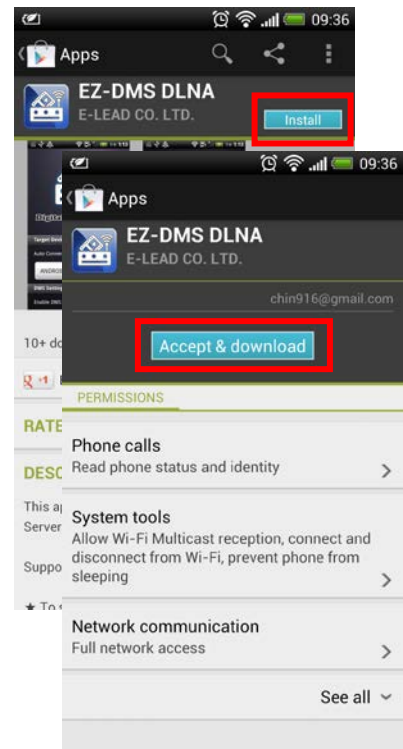 09:36
Apps
EZ-DMS DLNA
E-LEAD CO. LTD.
Install
10+ do
RATE
DESC
This a
Server
Suppo
★ To
09:36
Apps
EZ-DMS DLNA
E-LEAD CO. LTD.
chin916@gmail.com
Accept & download
PERMISSIONS
Phone calls
Read phone status and identity
System tools
Allow Wi-Fi Multicast reception, connect and
disconnect from Wi-Fi, prevent phone from
sleeping
Network communication
Full network access
See all